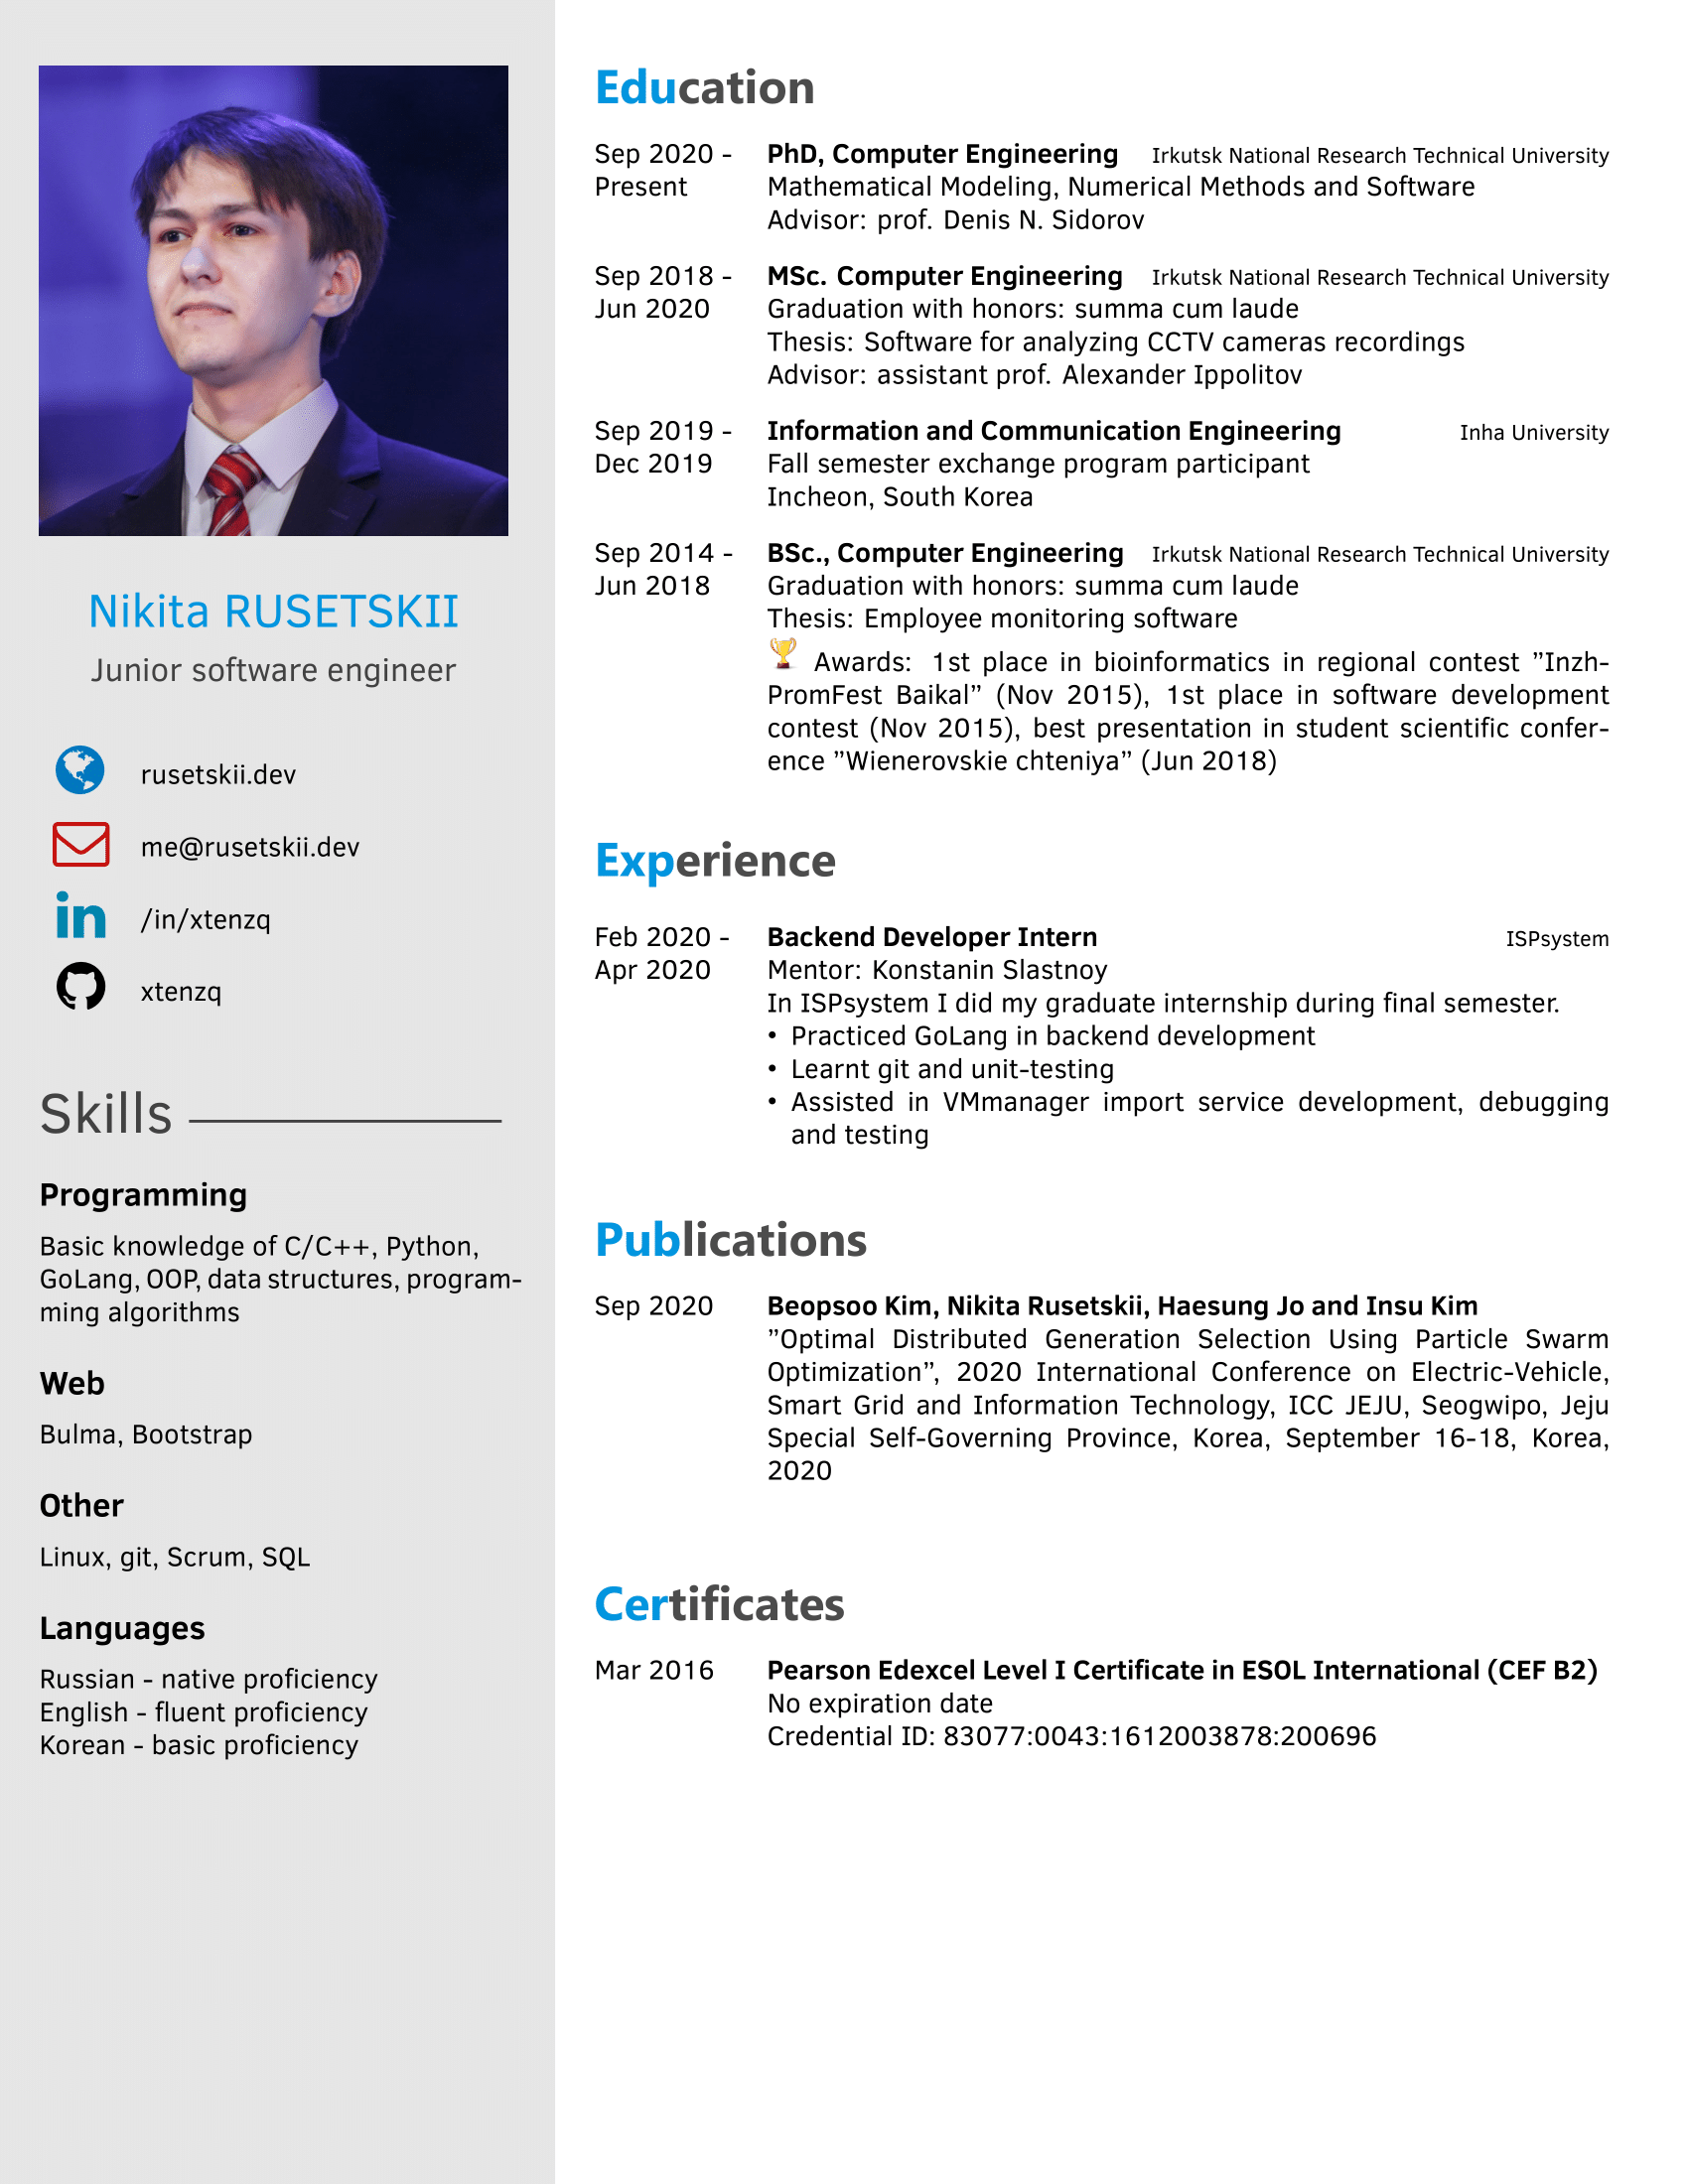 Nikita RUSETSKII
Junior software engineer
rusetskii.dev
me@rusetskii.dev
/in/xtenzq
xtenzq
Skills
Programming
Basic knowledge of C/C++, Python,
GoLang, OOP, data structures, program-
ming algorithms
Web
Bulma, Bootstrap
Other
Linux, git, Scrum, SQL
Languages
Russian - native proficiency
English - fluent proficiency
Korean - basic proficiency
Education
Sep 2020 - PhD, Computer Engineering Irkutsk National Research Technical University
Present Mathematical Modeling, Numerical Methods and Software
Advisor: prof. Denis N. Sidorov
Sep 2018 - MSc. Computer Engineering Irkutsk National Research Technical University
Jun 2020 Graduation with honors: summa cum laude
Thesis: Software for analyzing CCTV cameras recordings
Advisor: assistant prof. Alexander Ippolitov
Sep 2019 - Information and Communication Engineering Inha University
Dec 2019 Fall semester exchange program participant
Incheon, South Korea
Sep 2014 - BSc., Computer Engineering Irkutsk National Research Technical University
Jun 2018 Graduation with honors: summa cum laude
Thesis: Employee monitoring software
Awards: 1st place in bioinformatics in regional contest ”Inzh-
PromFest Baikal” (Nov 2015), 1st place in software development
contest (Nov 2015), best presentation in student scientific confer-
ence ”Wienerovskie chteniya” (Jun 2018)
Experience
Feb 2020 - Backend Developer Intern ISPsystem
Apr 2020 Mentor: Konstanin Slastnoy
In ISPsystem I did my graduate internship during final semester.
• Practiced GoLang in backend development
• Learnt git and unit-testing
• Assisted in VMmanager import service development, debugging
and testing
Publications
Sep 2020 Beopsoo Kim, Nikita Rusetskii, Haesung Jo and Insu Kim
”Optimal Distributed Generation Selection Using Particle Swarm
Optimization”, 2020 International Conference on Electric-Vehicle,
Smart Grid and Information Technology, ICC JEJU, Seogwipo, Jeju
Special Self-Governing Province, Korea, September 16-18, Korea,
2020
Certificates
Mar 2016 Pearson Edexcel Level I Certificate in ESOL International (CEF B2)
No expiration date
Credential ID: 83077:0043:1612003878:200696